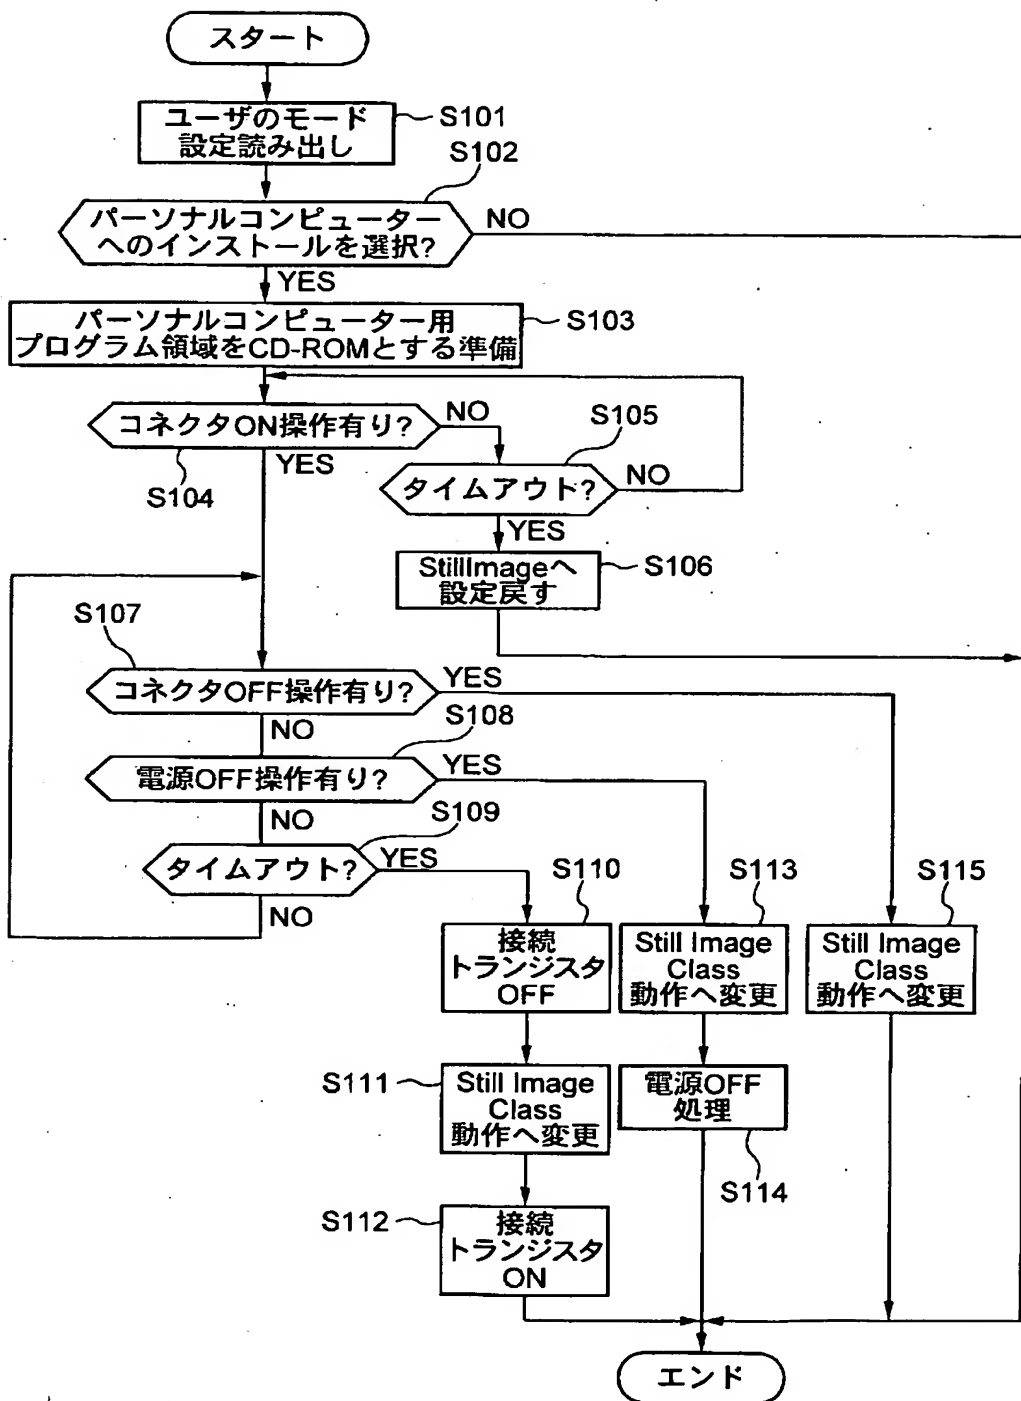 スタート
ユーザのモード
設定読み出し
S101
S102
パーソナルコンピューター
へのインストールを選択?
NO
YES
パーソナルコンピューター用
プログラム領域をCD-ROMとする準備
S103
コネクタON操作有り?
NO
S105
YES
S104
タイムアウト?
NO
YES
StillImageへ
設定戻す
S106
S107
コネクタOFF操作有り?
YES
NO
S108
電源OFF操作有り?
YES
NO
S109
タイムアウト?
YES
NO
S110
S113
S115
接続
トランジスタ
OFF
Still Image
Class
動作へ変更
Still Image
Class
動作へ変更
S111
Still Image
Class
動作へ変更
電源OFF
処理
S114
S112
接続
トランジスタ
ON
エンド